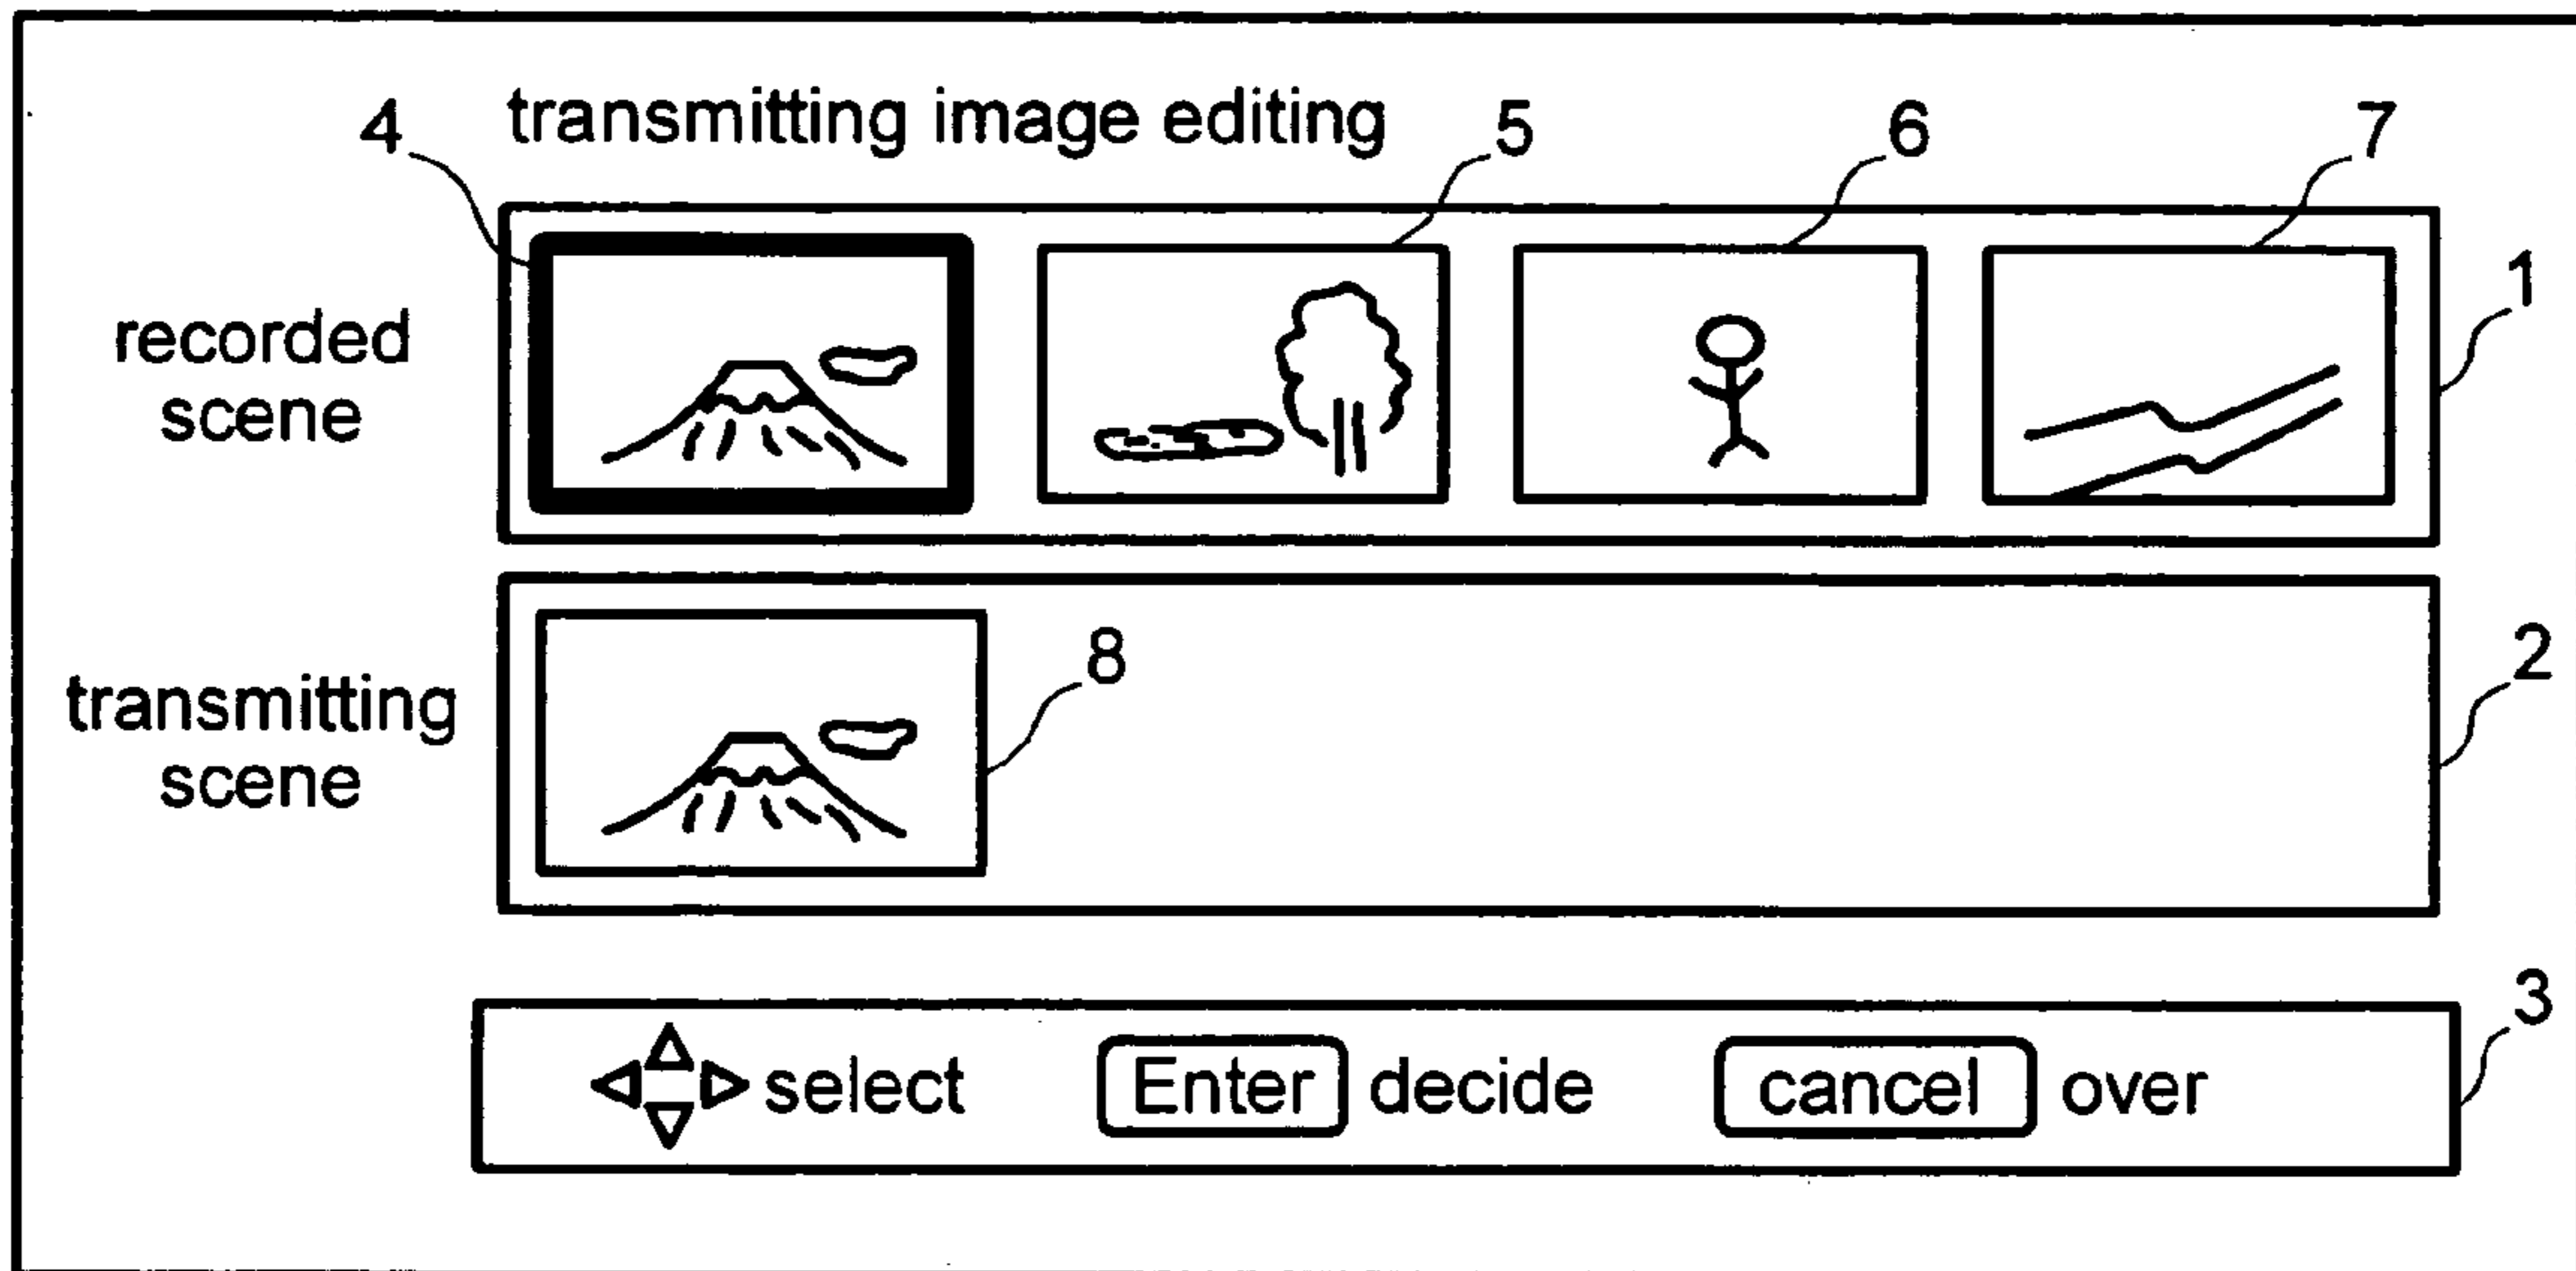 transmitting image editing
4
5
6
7
recorded
scene
1
transmitting
scene
8
2
3
select Enter decide cancel over